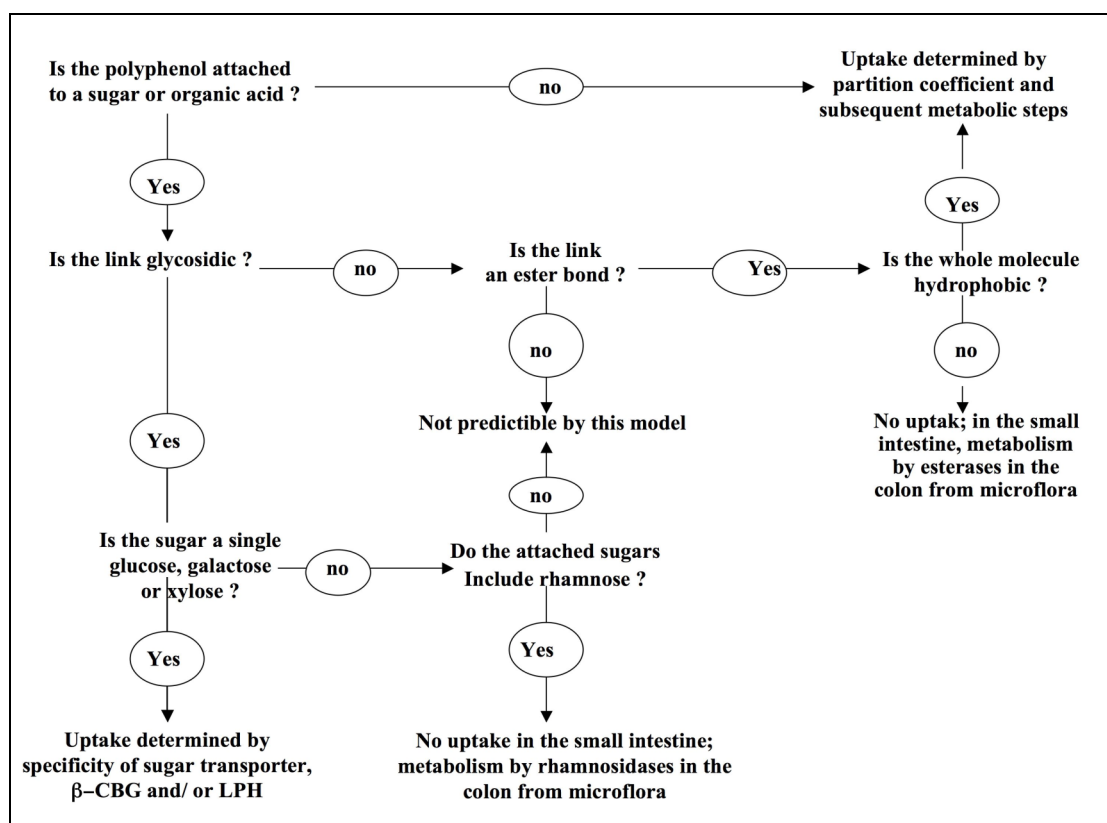 Is the polyphenol attached
to a sugar or organic acid ?
no
Uptake determined by
partition coefficient and
subsequent metabolic steps
Yes
Yes
Is the link glycosidic ?
no
Is the link
an ester bond ?
Yes
Is the whole molecule
hydrophobic ?
no
no
Not predictible by this model
No uptak; in the small
intestine, metabolism
by esterases in the
colon from microflora
Yes
no
Is the sugar a single
glucose, galactose
or xylose ?
no
Do the attached sugars
Include rhamnose ?
Yes
Yes
Uptake determined by
specificity of sugar transporter,
β–CBG and/ or LPH
No uptake in the small intestine;
metabolism by rhamnosidases in the
colon from microflora